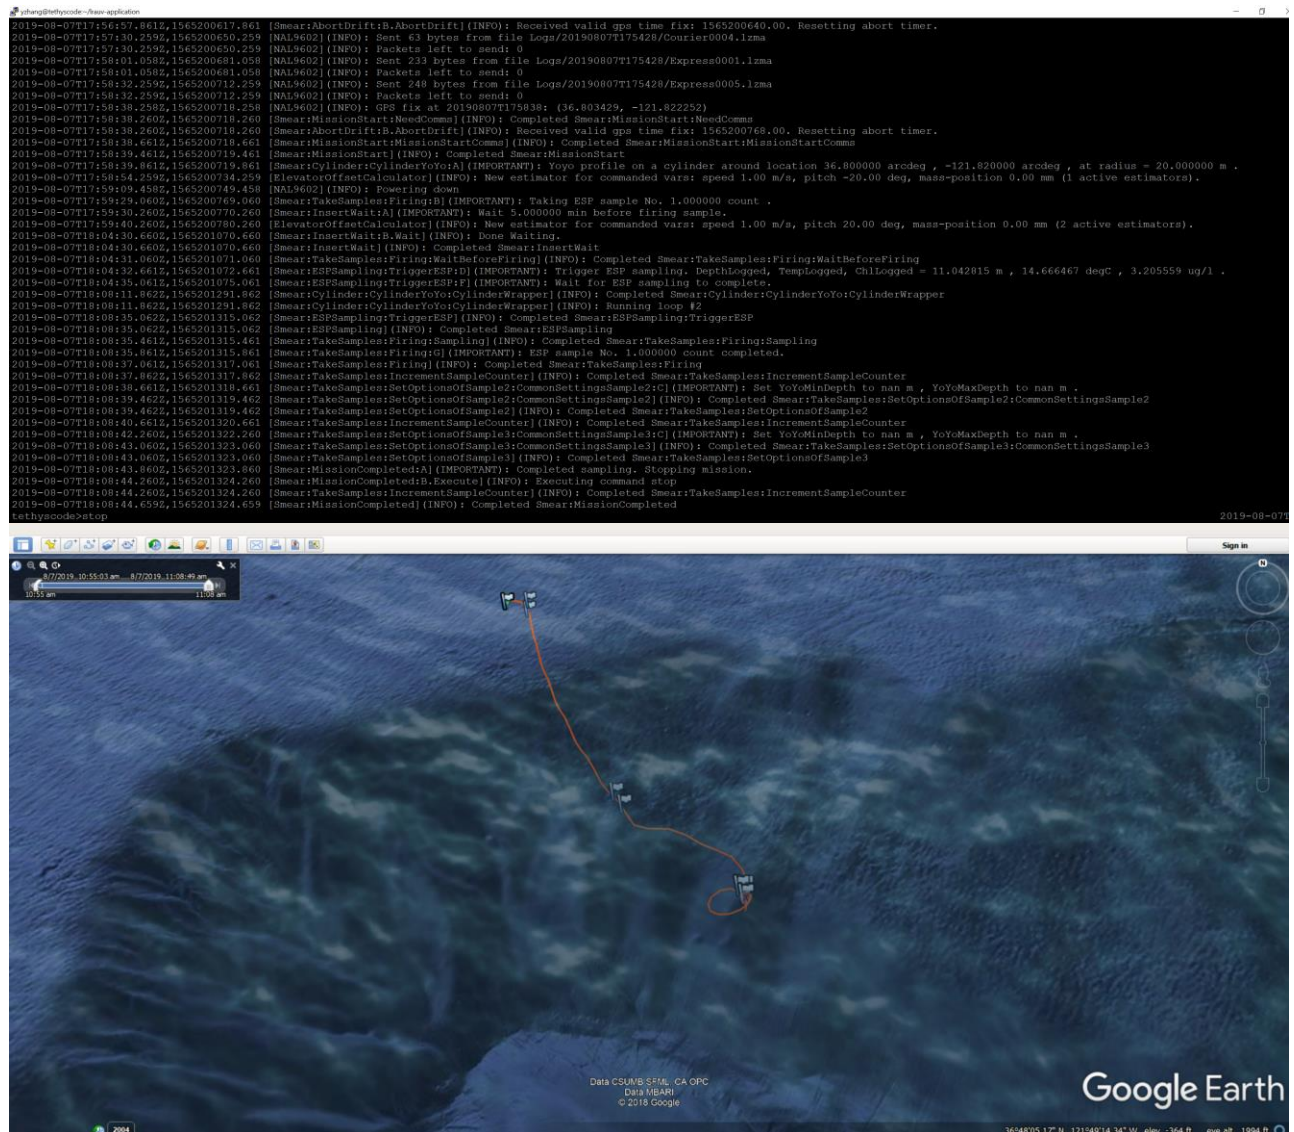 yzhang@tethyscode:~/lrauv-application
2019-08-07T17:56:57.861Z,1565200617.861 [Smear:AbortDrift:B.AbortDrift](INFO): Received valid gps time fix: 1565200640.00. Resetting abort timer.
2019-08-07T17:57:30.259Z,1565200650.259 [NAL9602](INFO): Sent 63 bytes from file Logs/20190807T175428/Courier0004.lzma
2019-08-07T17:57:30.259Z,1565200650.259 [NAL9602](INFO): Packets left to send: 0
2019-08-07T17:58:01.058Z,1565200681.058 [NAL9602](INFO): Sent 233 bytes from file Logs/20190807T175428/Express0001.lzma
2019-08-07T17:58:01.058Z,1565200681.058 [NAL9602](INFO): Packets left to send: 0
2019-08-07T17:58:32.259Z,1565200712.259 [NAL9602](INFO): Sent 248 bytes from file Logs/20190807T175428/Express0005.lzma
2019-08-07T17:58:32.259Z,1565200712.259 [NAL9602](INFO): Packets left to send: 0
2019-08-07T17:58:38.258Z,1565200718.258 [NAL9602](INFO): GPS fix at 20190807T175838: (36.803429, -121.822252)
2019-08-07T17:58:38.260Z,1565200718.260 [Smear:MissionStart:NeedComms](INFO): Completed Smear:MissionStart:NeedComms
2019-08-07T17:58:38.260Z,1565200718.260 [Smear:AbortDrift:B.AbortDrift](INFO): Received valid gps time fix: 1565200768.00. Resetting abort timer.
2019-08-07T17:58:38.661Z,1565200718.661 [Smear:MissionStart:MissionStartComms](INFO): Completed Smear:MissionStart:MissionStartComms
2019-08-07T17:58:39.461Z,1565200719.461 [Smear:MissionStart](INFO): Completed Smear:MissionStart
2019-08-07T17:58:39.861Z,1565200719.861 [Smear:Cylinder:CylinderYoYo:A](IMPORTANT): Yoyo profile on a cylinder around location 36.800000 arcdeg , -121.820000 arcdeg , at radius = 20.000000 m .
2019-08-07T17:58:54.259Z,1565200734.259 [ElevatorOffsetCalculator](INFO): New estimator for commanded vars: speed 1.00 m/s, pitch -20.00 deg, mass-position 0.00 mm (1 active estimators).
2019-08-07T17:59:09.458Z,1565200749.458 [NAL9602](INFO): Powering down
2019-08-07T17:59:29.060Z,1565200769.060 [Smear:TakeSamples:Firing:B](IMPORTANT): Taking ESP sample No. 1.000000 count .
2019-08-07T17:59:30.260Z,1565200770.260 [Smear:InsertWait:A](IMPORTANT): Wait 5.000000 min before firing sample.
2019-08-07T17:59:40.260Z,1565200780.260 [ElevatorOffsetCalculator](INFO): New estimator for commanded vars: speed 1.00 m/s, pitch 20.00 deg, mass-position 0.00 mm (2 active estimators).
2019-08-07T18:04:30.660Z,1565201070.660 [Smear:InsertWait:B.Wait](INFO): Done Waiting.
2019-08-07T18:04:30.660Z,1565201070.660 [Smear:InsertWait](INFO): Completed Smear:InsertWait
2019-08-07T18:04:31.060Z,1565201071.060 [Smear:TakeSamples:Firing:WaitBeforeFiring](INFO): Completed Smear:TakeSamples:Firing:WaitBeforeFiring
2019-08-07T18:04:32.661Z,1565201072.661 [Smear:ESPSampling:TriggerESP:D](IMPORTANT): Trigger ESP sampling. DepthLogged, TempLogged, ChlLogged = 11.042815 m , 14.666467 degC , 3.205559 ug/l .
2019-08-07T18:04:35.061Z,1565201075.061 [Smear:ESPSampling:TriggerESP:F](IMPORTANT): Wait for ESP sampling to complete.
2019-08-07T18:08:11.862Z,1565201291.862 [Smear:Cylinder:CylinderYoYo:CylinderWrapper](INFO): Completed Smear:Cylinder:CylinderYoYo:CylinderWrapper
2019-08-07T18:08:11.862Z,1565201291.862 [Smear:Cylinder:CylinderYoYo:CylinderWrapper](INFO): Running loop #2
2019-08-07T18:08:35.062Z,1565201315.062 [Smear:ESPSampling:TriggerESP](INFO): Completed Smear:ESPSampling:TriggerESP
2019-08-07T18:08:35.062Z,1565201315.062 [Smear:ESPSampling](INFO): Completed Smear:ESPSampling
2019-08-07T18:08:35.461Z,1565201315.461 [Smear:TakeSamples:Firing:Sampling](INFO): Completed Smear:TakeSamples:Firing:Sampling
2019-08-07T18:08:35.861Z,1565201315.861 [Smear:TakeSamples:Firing:G](IMPORTANT): ESP sample No. 1.000000 count completed.
2019-08-07T18:08:37.061Z,1565201317.061 [Smear:TakeSamples:Firing](INFO): Completed Smear:TakeSamples:Firing
2019-08-07T18:08:37.862Z,1565201317.862 [Smear:TakeSamples:IncrementSampleCounter](INFO): Completed Smear:TakeSamples:IncrementSampleCounter
2019-08-07T18:08:38.661Z,1565201318.661 [Smear:TakeSamples:SetOptionsOfSample2:CommonSettingsSample2:C](IMPORTANT): Set YoYoMinDepth to nan m , YoYoMaxDepth to nan m .
2019-08-07T18:08:39.462Z,1565201319.462 [Smear:TakeSamples:SetOptionsOfSample2:CommonSettingsSample2](INFO): Completed Smear:TakeSamples:SetOptionsOfSample2:CommonSettingsSample2
2019-08-07T18:08:39.462Z,1565201319.462 [Smear:TakeSamples:SetOptionsOfSample2](INFO): Completed Smear:TakeSamples:SetOptionsOfSample2
2019-08-07T18:08:40.661Z,1565201320.661 [Smear:TakeSamples:IncrementSampleCounter](INFO): Completed Smear:TakeSamples:IncrementSampleCounter
2019-08-07T18:08:42.260Z,1565201322.260 [Smear:TakeSamples:SetOptionsOfSample3:CommonSettingsSample3:C](IMPORTANT): Set YoYoMinDepth to nan m , YoYoMaxDepth to nan m .
2019-08-07T18:08:43.060Z,1565201323.060 [Smear:TakeSamples:SetOptionsOfSample3:CommonSettingsSample3](INFO): Completed Smear:TakeSamples:SetOptionsOfSample3:CommonSettingsSample3
2019-08-07T18:08:43.060Z,1565201323.060 [Smear:TakeSamples:SetOptionsOfSample3](INFO): Completed Smear:TakeSamples:SetOptionsOfSample3
2019-08-07T18:08:43.860Z,1565201323.860 [Smear:MissionCompleted:A](IMPORTANT): Completed sampling. Stopping mission.
2019-08-07T18:08:44.260Z,1565201324.260 [Smear:MissionCompleted:B.Execute](INFO): Executing command stop
2019-08-07T18:08:44.260Z,1565201324.260 [Smear:TakeSamples:IncrementSampleCounter](INFO): Completed Smear:TakeSamples:IncrementSampleCounter
2019-08-07T18:08:44.659Z,1565201324.659 [Smear:MissionCompleted](INFO): Completed Smear:MissionCompleted
tethyscode>stop 2019-08-07T
Sign in
8/7/2019 10:55:03 am 8/7/2019 11:08:49 am
10:55 am 11:08 am
N
Data CSUMB SFML, CA OPC
Data MBARI
© 2018 Google
Google Earth
2004
36°48'05.17" N 121°49'14.34" W elev -364 ft eye alt 1994 ft